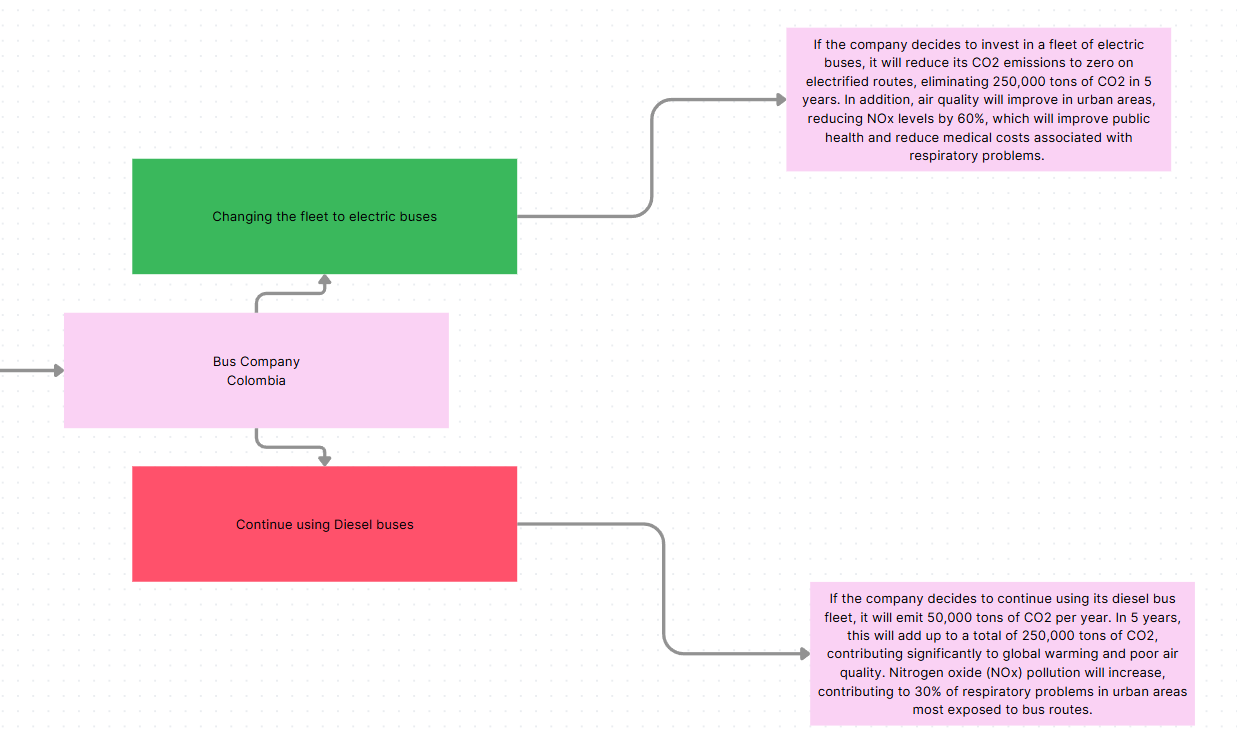 If the company decides to invest in a fleet of electric
buses, it will reduce its CO2 emissions to zero on
electrified routes, eliminating 250,000 tons of CO2 in 5
years. In addition, air quality will improve in urban areas,
reducing NOx levels by 60%, which will improve public
health and reduce medical costs associated with
respiratory problems.
Changing the fleet to electric buses
Bus Company
Colombia
Continue using Diesel buses
If the company decides to continue using its diesel bus
fleet, it will emit 50,000 tons of CO2 per year. In 5 years,
this will add up to a total of 250,000 tons of CO2,
contributing significantly to global warming and poor air
quality. Nitrogen oxide (NOx) pollution will increase,
contributing to 30% of respiratory problems in urban areas
most exposed to bus routes.